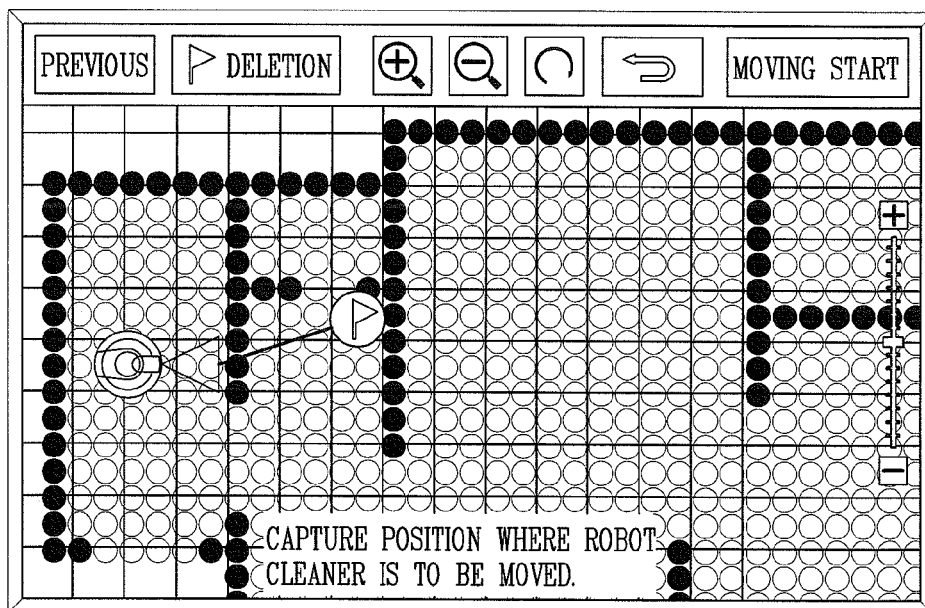 PREVIOUS
DELETION
MOVING START
CAPTURE POSITION WHERE ROBOT
CLEANER IS TO BE MOVED.